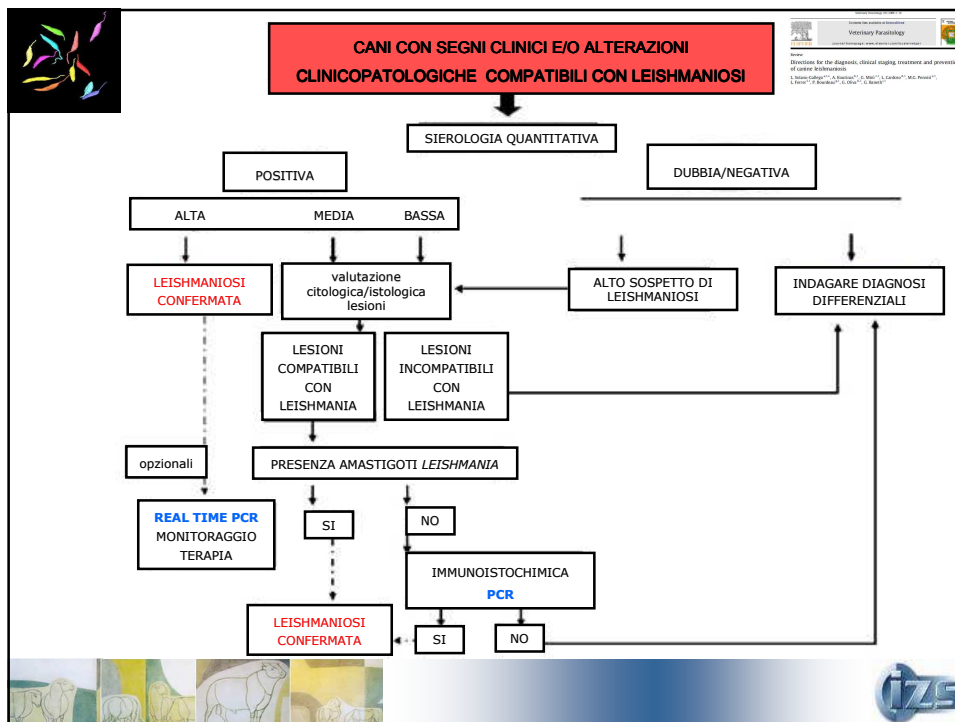 CANI CON SEGNI CLINICI E/O ALTERAZIONI
CLINICOPATOLOGICHE COMPATIBILI CON LEISHMANIOSI
ELSEVIER
Veterinary Parasitology
Review
Directions for the diagnosis, clinical staging, treatment and prevention
of canine leishmaniosis
SIEROLOGIA QUANTITATIVA
POSITIVA
DUBBIA/NEGATIVA
ALTA MEDIA BASSA
LEISHMANIOSI
CONFERMATA
valutazione
citologica/istologica
lesioni
ALTO SOSPETTO DI
LEISHMANIOSI
INDAGARE DIAGNOSI
DIFFERENZIALI
LESIONI
COMPATIBILI
CON
LEISHMANIA
LESIONI
INCOMPATIBILI
CON
LEISHMANIA
opzionali
PRESENZA AMASTIGOTI LEISHMANIA
REAL TIME PCR
MONITORAGGIO
TERAPIA
SI
NO
IMMUNOISTOCHIMICA
PCR
LEISHMANIOSI
CONFERMATA
SI
NO
izs